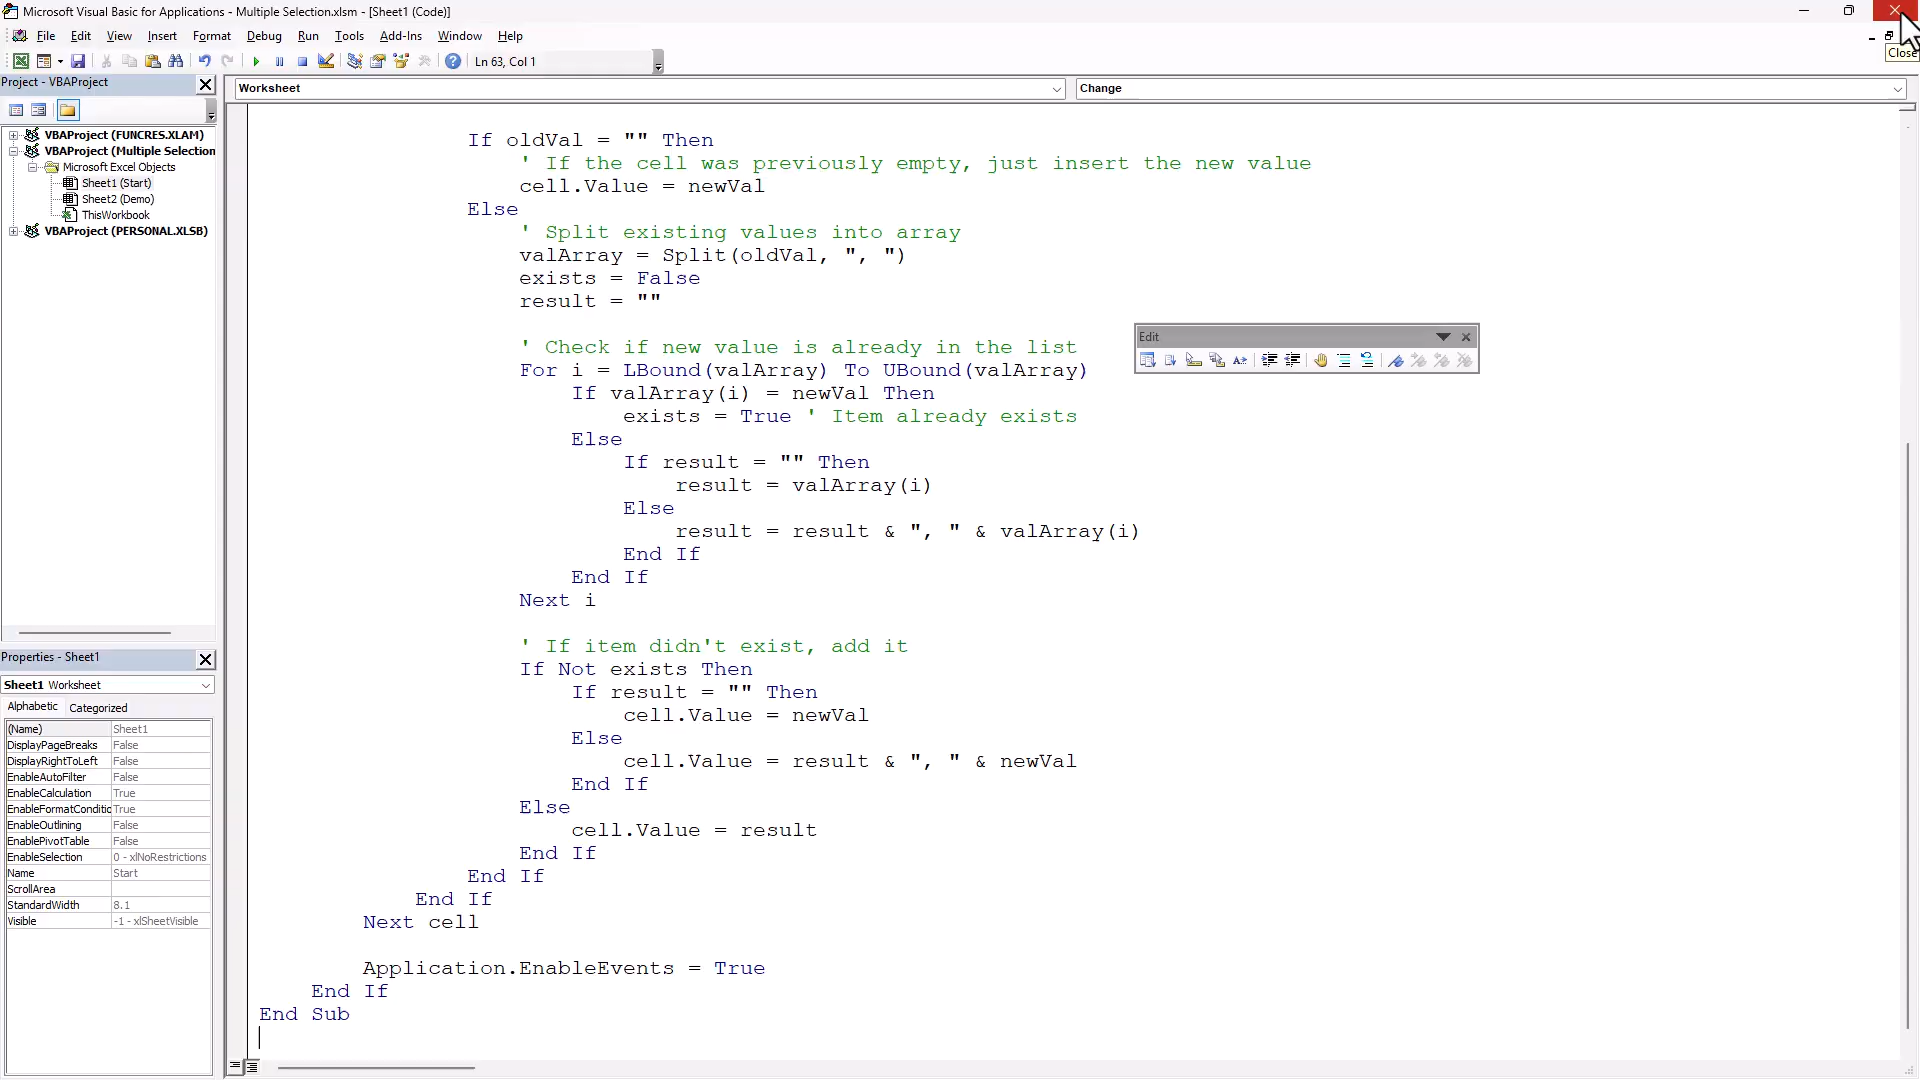 Microsoft Visual Basic for Applications - Multiple Selection.xlsm - [Sheet1 (Code)]
File Edit View Insert Format Debug Run Tools Add-Ins Window Help
Close
Ln 63, Col 1
Project - VBAProject
Worksheet
Change
VBAProject (FUNCRES.XLAM)
VBAProject (Multiple Selection
Microsoft Excel Objects
Sheet1 (Start)
Sheet2 (Demo)
ThisWorkbook
VBAProject (PERSONAL.XLSB)
If oldVal = "" Then
' If the cell was previously empty, just insert the new value
cell.Value = newVal
Else
' Split existing values into array
valArray = Split(oldVal, ", ")
exists = False
result = ""
' Check if new value is already in the list
For i = LBound(valArray) To UBound(valArray)
If valArray(i) = newVal Then
exists = True ' Item already exists
Else
If result = "" Then
result = valArray(i)
Else
result = result & ", " & valArray(i)
End If
End If
Next i
' If item didn't exist, add it
If Not exists Then
If result = "" Then
cell.Value = newVal
Else
cell.Value = result & ", " & newVal
End If
Else
cell.Value = result
End If
End If
End If
Next cell
Application.EnableEvents = True
End If
End Sub
Edit
Properties - Sheet1
Sheet1 Worksheet
Alphabetic Categorized
(Name) Sheet1
DisplayPageBreaks False
DisplayRightToLeft False
EnableAutoFilter False
EnableCalculation True
EnableFormatConditio True
EnableOutlining False
EnablePivotTable False
EnableSelection 0 - xlNoRestrictions
Name Start
ScrollArea
StandardWidth 8.1
Visible -1 - xlSheetVisible